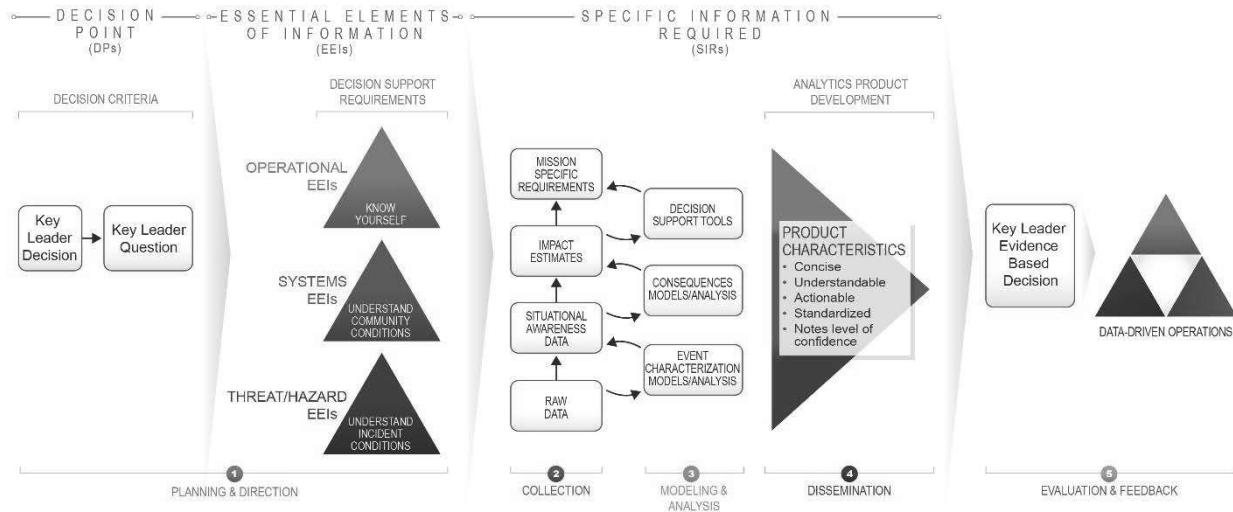 DECISION
POINT
(DPs)
ESSENTIAL ELEMENTS
OF INFORMATION
(EEIs)
SPECIFIC INFORMATION
REQUIRED
(SIRs)
DECISION CRITERIA
DECISION SUPPORT
REQUIREMENTS
ANALYTICS PRODUCT
DEVELOPMENT
Key
Leader
Decision
Key Leader
Question
OPERATIONAL
EEIs
KNOW
YOURSELF
SYSTEMS
EEIs
UNDERSTAND
COMMUNITY
CONDITIONS
THREAT/HAZARD
EEIs
UNDERSTAND
INCIDENT
CONDITIONS
MISSION
SPECIFIC
REQUIREMENTS
IMPACT
ESTIMATES
SITUATIONAL
AWARENESS
DATA
RAW
DATA
DECISION
SUPPORT TOOLS
CONSEQUENCES
MODELS/ANALYSIS
EVENT
CHARACTERIZATION
MODELS/ANALYSIS
PRODUCT
CHARACTERISTICS
• Concise
• Understandable
• Actionable
• Standardized
• Notes level of
confidence
Key Leader
Evidence
Based
Decision
DATA-DRIVEN OPERATIONS
1
PLANNING & DIRECTION
2
COLLECTION
3
MODELING &
ANALYSIS
4
DISSEMINATION
5
EVALUATION & FEEDBACK